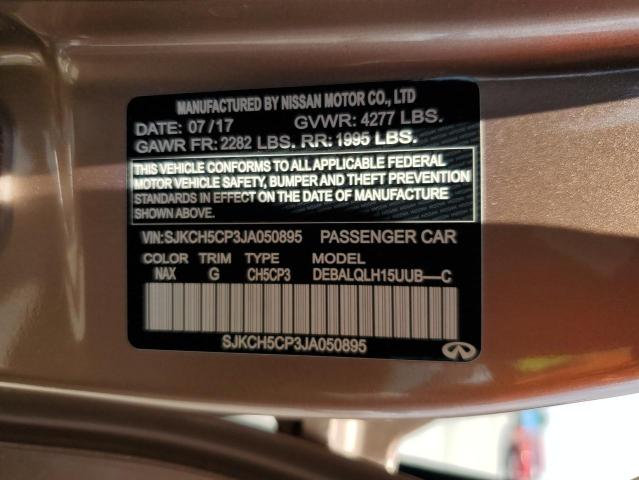 MANUFACTURED BY NISSAN MOTOR CO., LTD
DATE: 07/17 GVWR: 4277 LBS.
GAWR FR: 2282 LBS. RR: 1995 LBS.
THIS VEHICLE CONFORMS TO ALL APPLICABLE FEDERAL
MOTOR VEHICLE SAFETY, BUMPER AND THEFT PREVENTION
STANDARDS IN EFFECT ON THE DATE OF MANUFACTURE
SHOWN ABOVE.
VIN:SJKCH5CP3JA050895 PASSENGER CAR
COLOR TRIM TYPE MODEL
NAX G CH5CP3 DEBALQLH15UUB—C
SJKCH5CP3JA050895